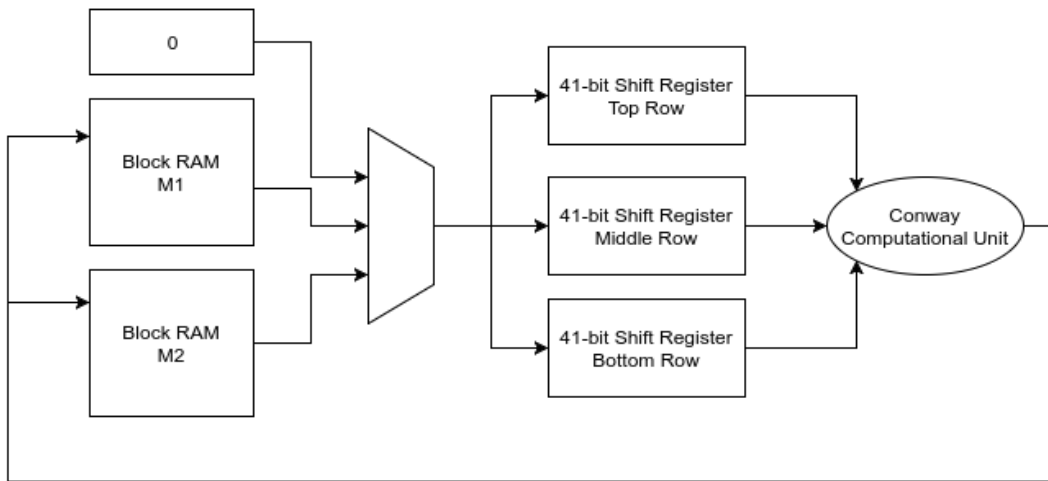 0
Block RAM
M1
Block RAM
M2
41-bit Shift Register
Top Row
41-bit Shift Register
Middle Row
41-bit Shift Register
Bottom Row
Conway
Computational Unit